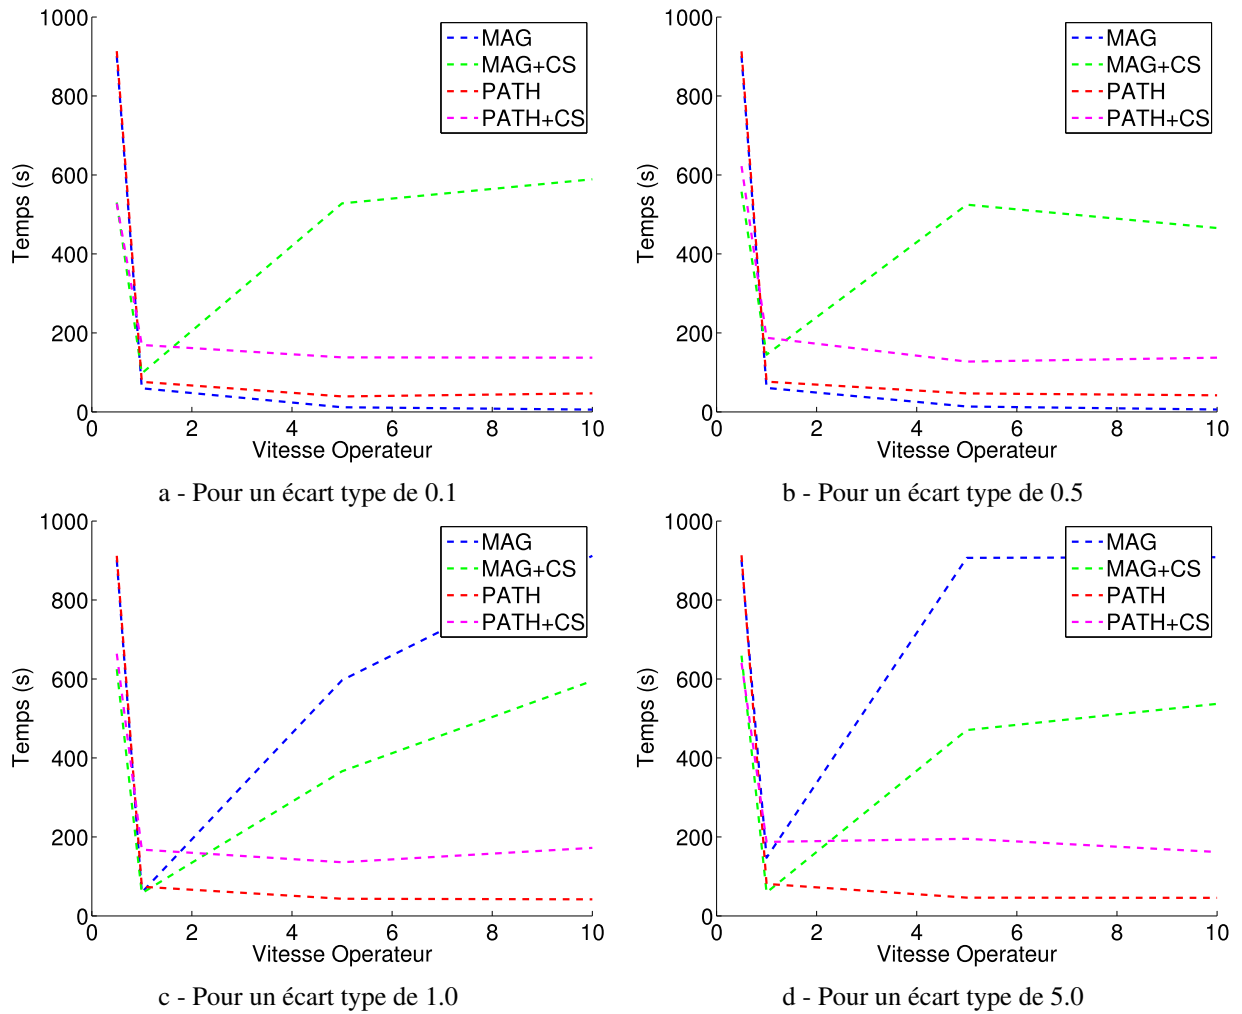 1000
800
600
400
200
0
Temps (s)
0 2 4 6 8 10
Vitesse Operateur
MAG
MAG+CS
PATH
PATH+CS
a - Pour un écart type de 0.1
1000
800
600
400
200
0
Temps (s)
0 2 4 6 8 10
Vitesse Operateur
MAG
MAG+CS
PATH
PATH+CS
b - Pour un écart type de 0.5
1000
800
600
400
200
0
Temps (s)
0 2 4 6 8 10
Vitesse Operateur
MAG
MAG+CS
PATH
PATH+CS
c - Pour un écart type de 1.0
1000
800
600
400
200
0
Temps (s)
0 2 4 6 8 10
Vitesse Operateur
MAG
MAG+CS
PATH
PATH+CS
d - Pour un écart type de 5.0